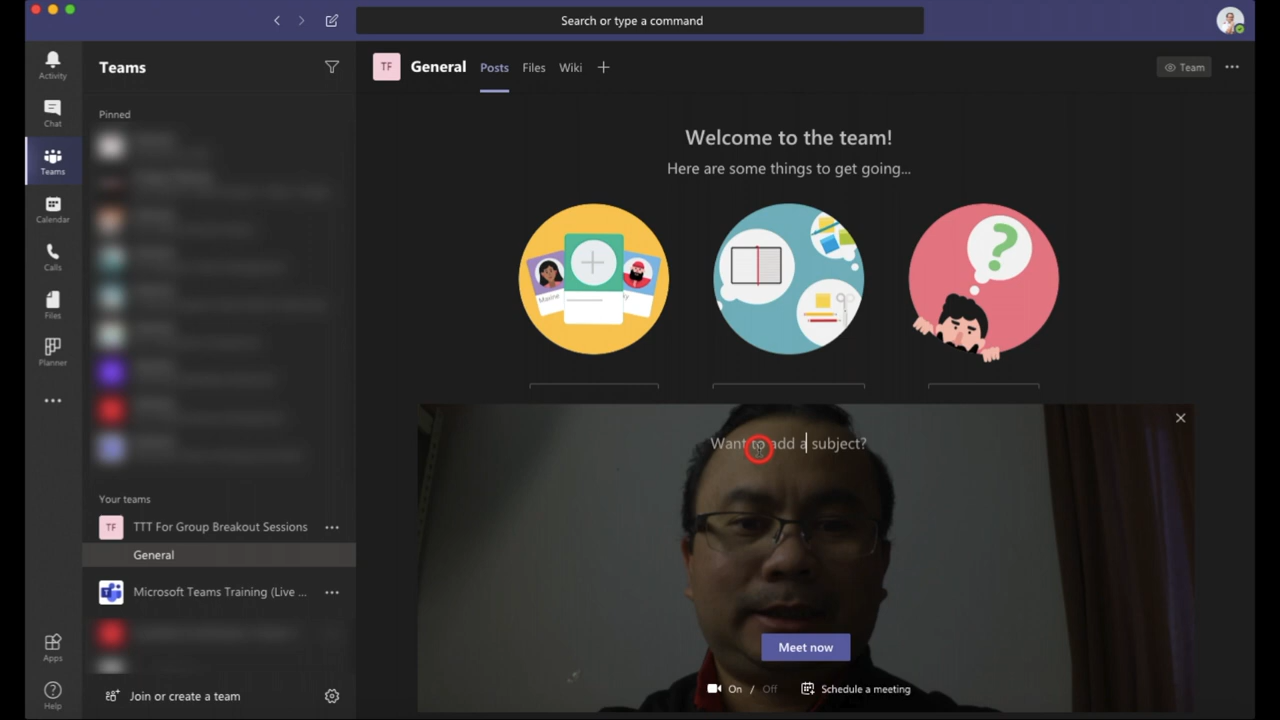 Search or type a command
Activity
Chat
Teams
Calendar
Calls
Files
Planner
Apps
Help
Teams
Pinned
Your teams
TF TTT For Group Breakout Sessions
General
Microsoft Teams Training (Live ...
Join or create a team
TF General Posts Files Wiki
Team
Welcome to the team!
Here are some things to get going...
Maxine
Want to add a subject?
Meet now
On / Off Schedule a meeting